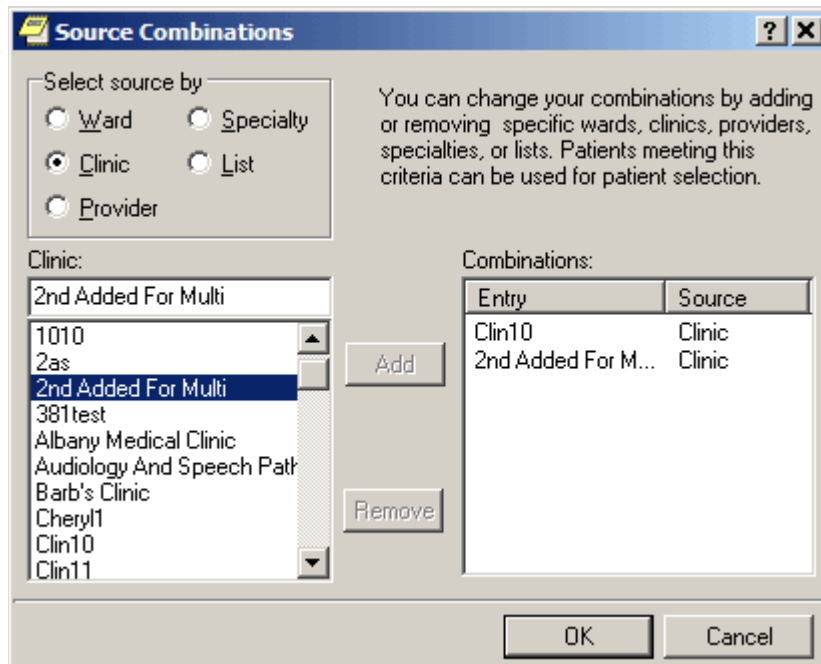 Source Combinations
Select source by
Ward
Specialty
Clinic
List
Provider
You can change your combinations by adding
or removing specific wards, clinics, providers,
specialties, or lists. Patients meeting this
criteria can be used for patient selection.
Clinic:
2nd Added For Multi
1010
2as
2nd Added For Multi
381test
Albany Medical Clinic
Audiology And Speech Path
Barb's Clinic
Cheryl1
Clin10
Clin11
Add
Remove
Combinations:
Entry Source
Clin10 Clinic
2nd Added For M... Clinic
OK Cancel